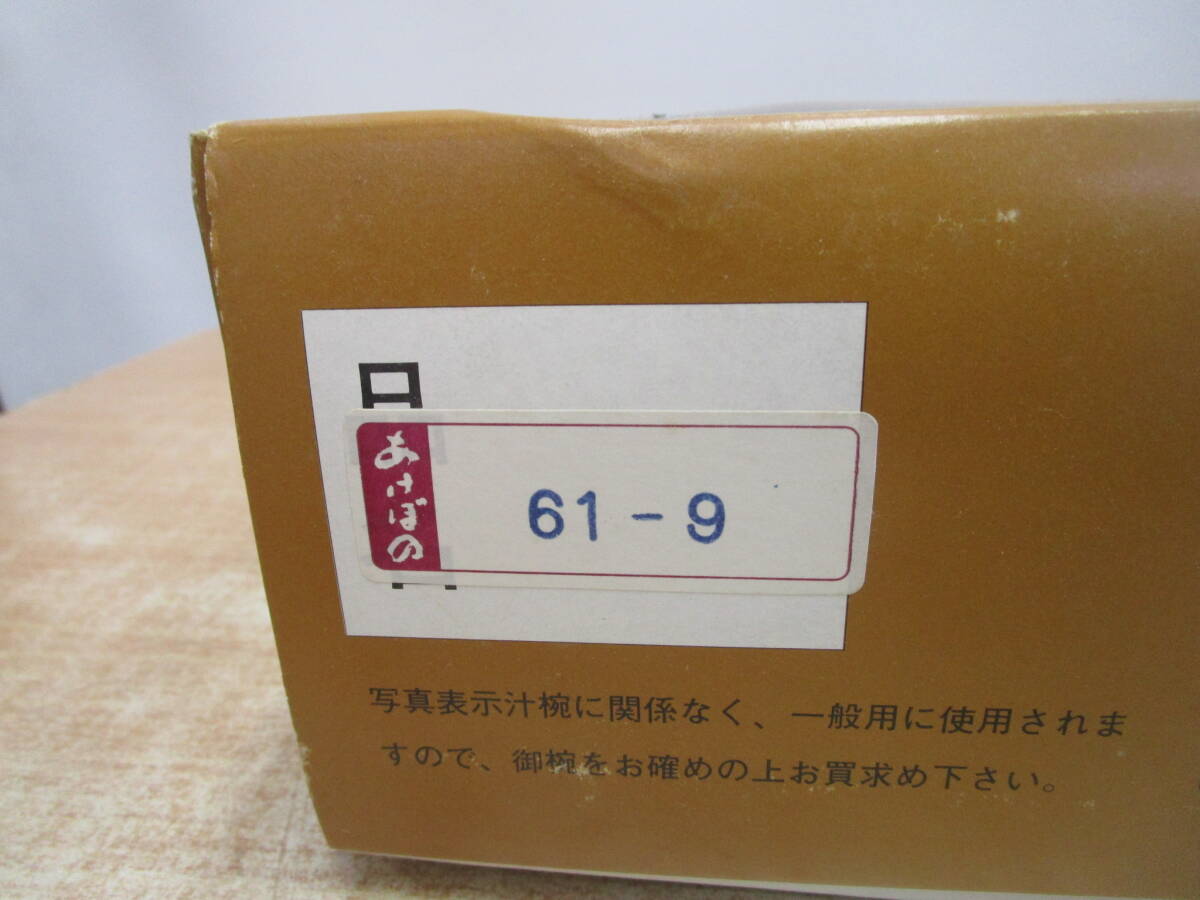 あけぼの
61-9
写真表示汁椀に関係なく、一般用に使用されま
すので、御椀をお確めの上お買求め下さい。